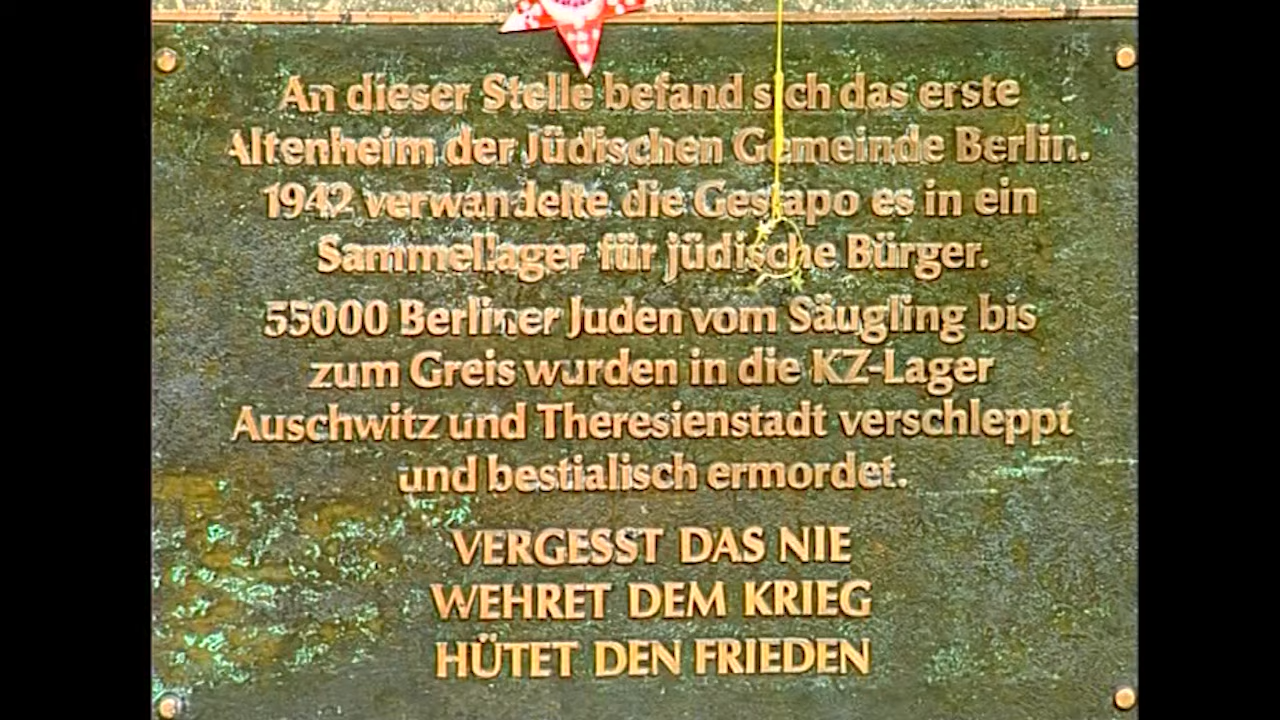 An dieser Stelle befand sich das erste
Altenheim der Jüdischen Gemeinde Berlin.
1942 verwandelte die Gestapo es in ein
Sammellager für jüdische Bürger.
55000 Berliner Juden vom Säugling bis
zum Greis wurden in die KZ-Lager
Auschwitz und Theresienstadt verschleppt
und bestialisch ermordet.
VERGESST DAS NIE
WEHRET DEM KRIEG
HÜTET DEN FRIEDEN